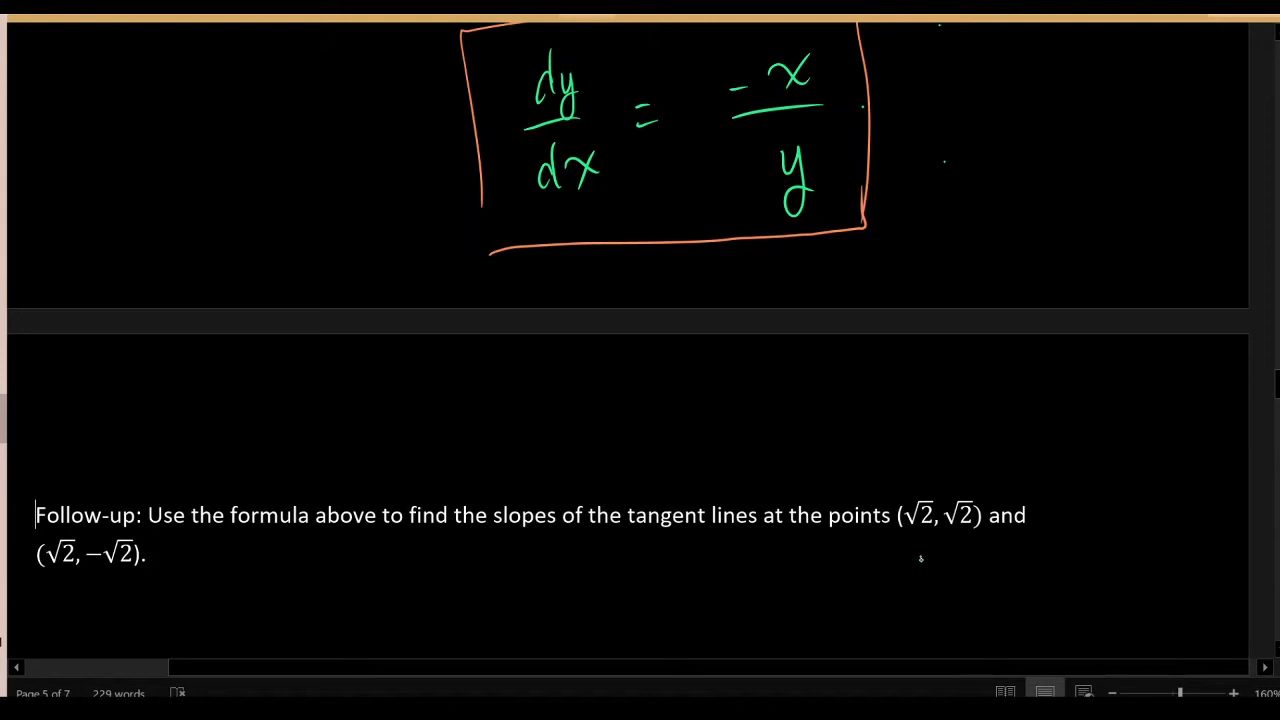 dy/dx = -x/y
Follow-up: Use the formula above to find the slopes of the tangent lines at the points (√2, √2) and
(√2, −√2).
Page 5 of 7 229 words 160%